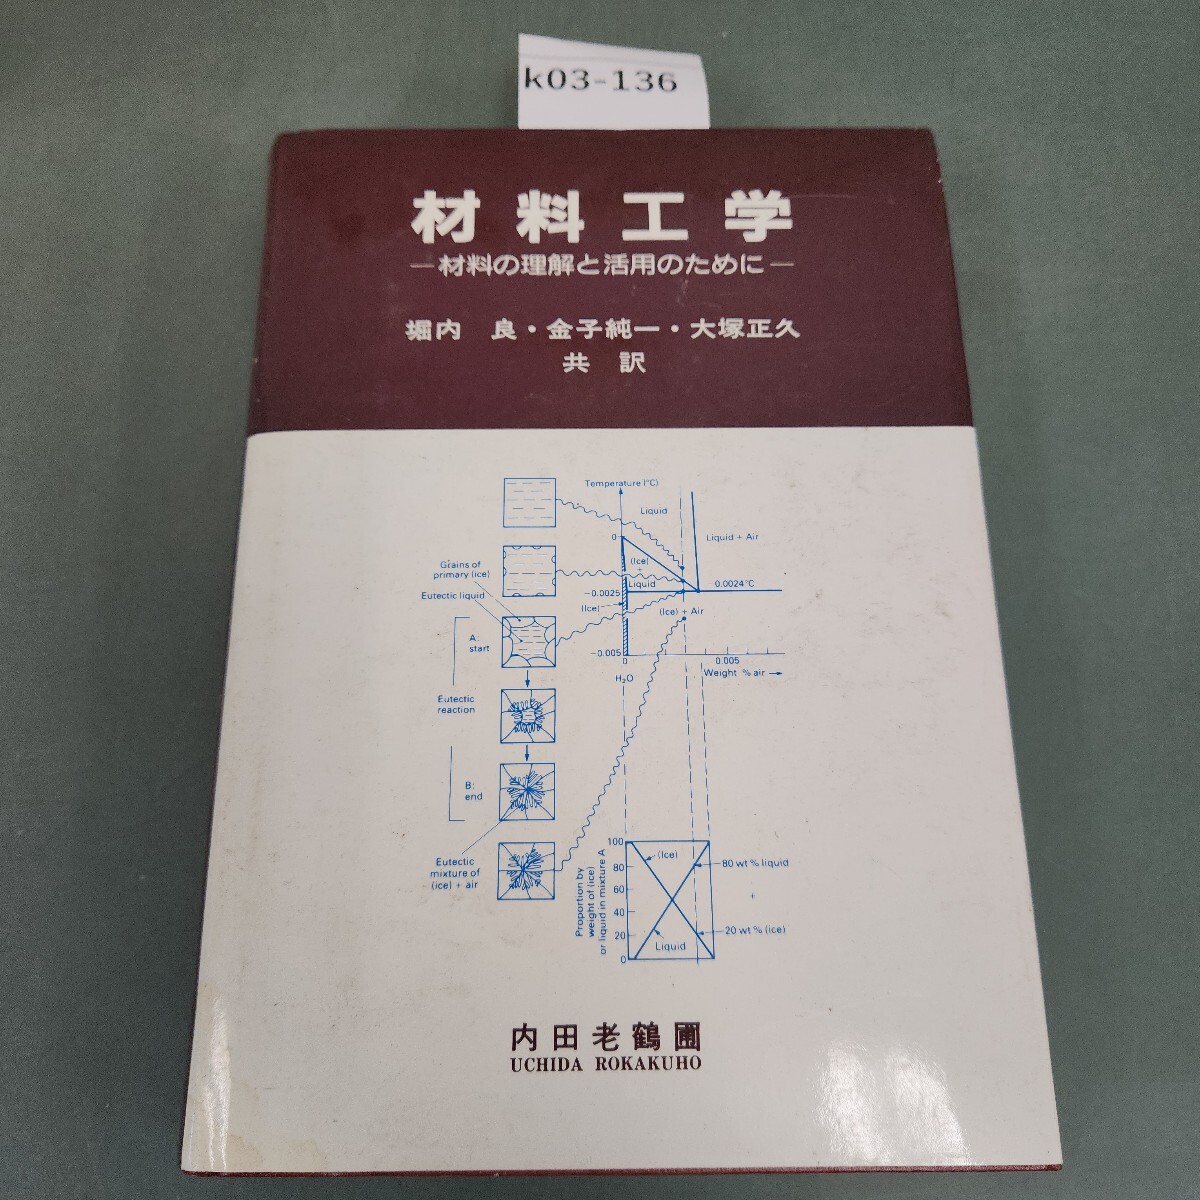 k03-136
材料工学
—材料の理解と活用のために—
堀内 良・金子純一・大塚正久
共訳
Temperature (°C)
Liquid
Liquid + Air
0
(Ice)
+
Liquid
0.0024°C
-0.0025
(Ice)
(Ice) + Air
-0.005
0
0.005
H₂O
Weight % air →
Grains of
primary (ice)
Eutectic liquid
A:
start
Eutectic
reaction
B:
end
Eutectic
mixture of
(ice) + air
Proportion by
weight of (ice)
or liquid in mixture A
100
80
60
40
20
0
(Ice)
Liquid
80 wt % liquid
20 wt % (ice)
内田老鶴圃
UCHIDA ROKAKUHO